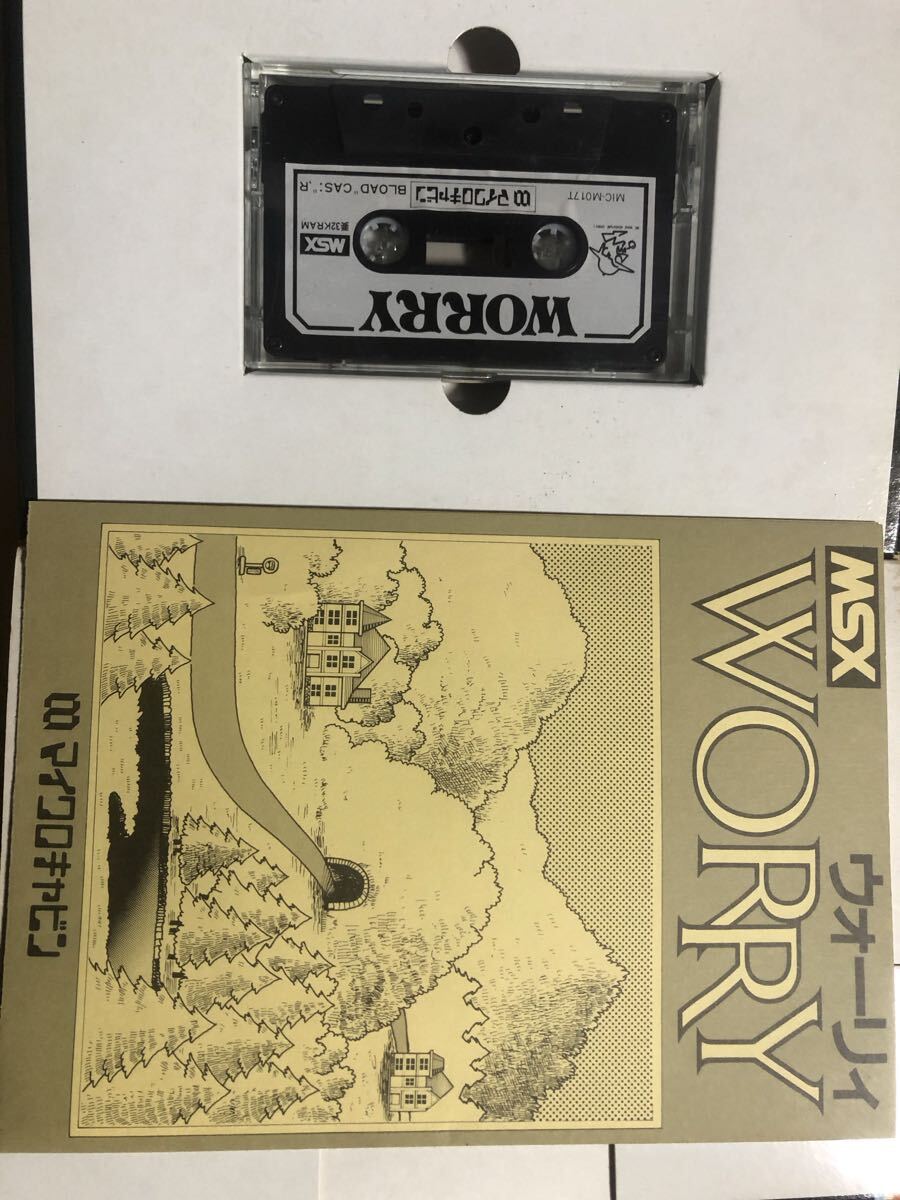 WORRY
MSX
要32KRAM
マイクロキャビン
BLOAD"CAS:",R
MIC-M017T
MSX
WORRY
ウォーリィ
マイクロキャビン